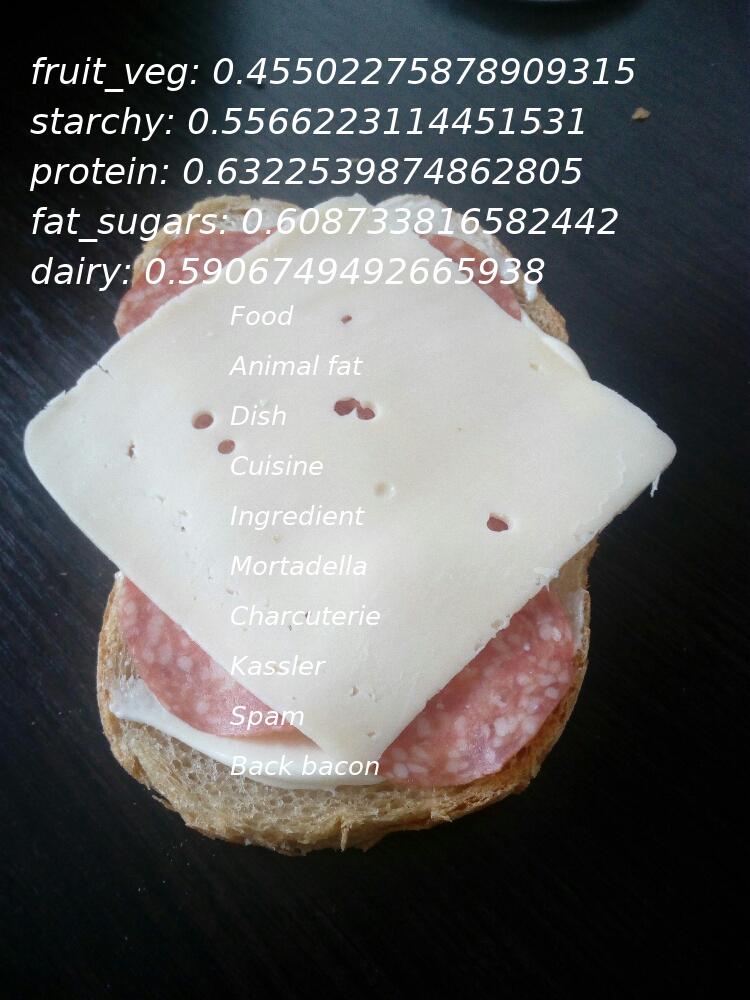 fruit_veg: 0.45502275878909315
starchy: 0.5566223114451531
protein: 0.6322539874862805
fat_sugars: 0.608733816582442
dairy: 0.5906749492665938
Food
Animal fat
Dish
Cuisine
Ingredient
Mortadella
Charcuterie
Kassler
Spam
Back bacon